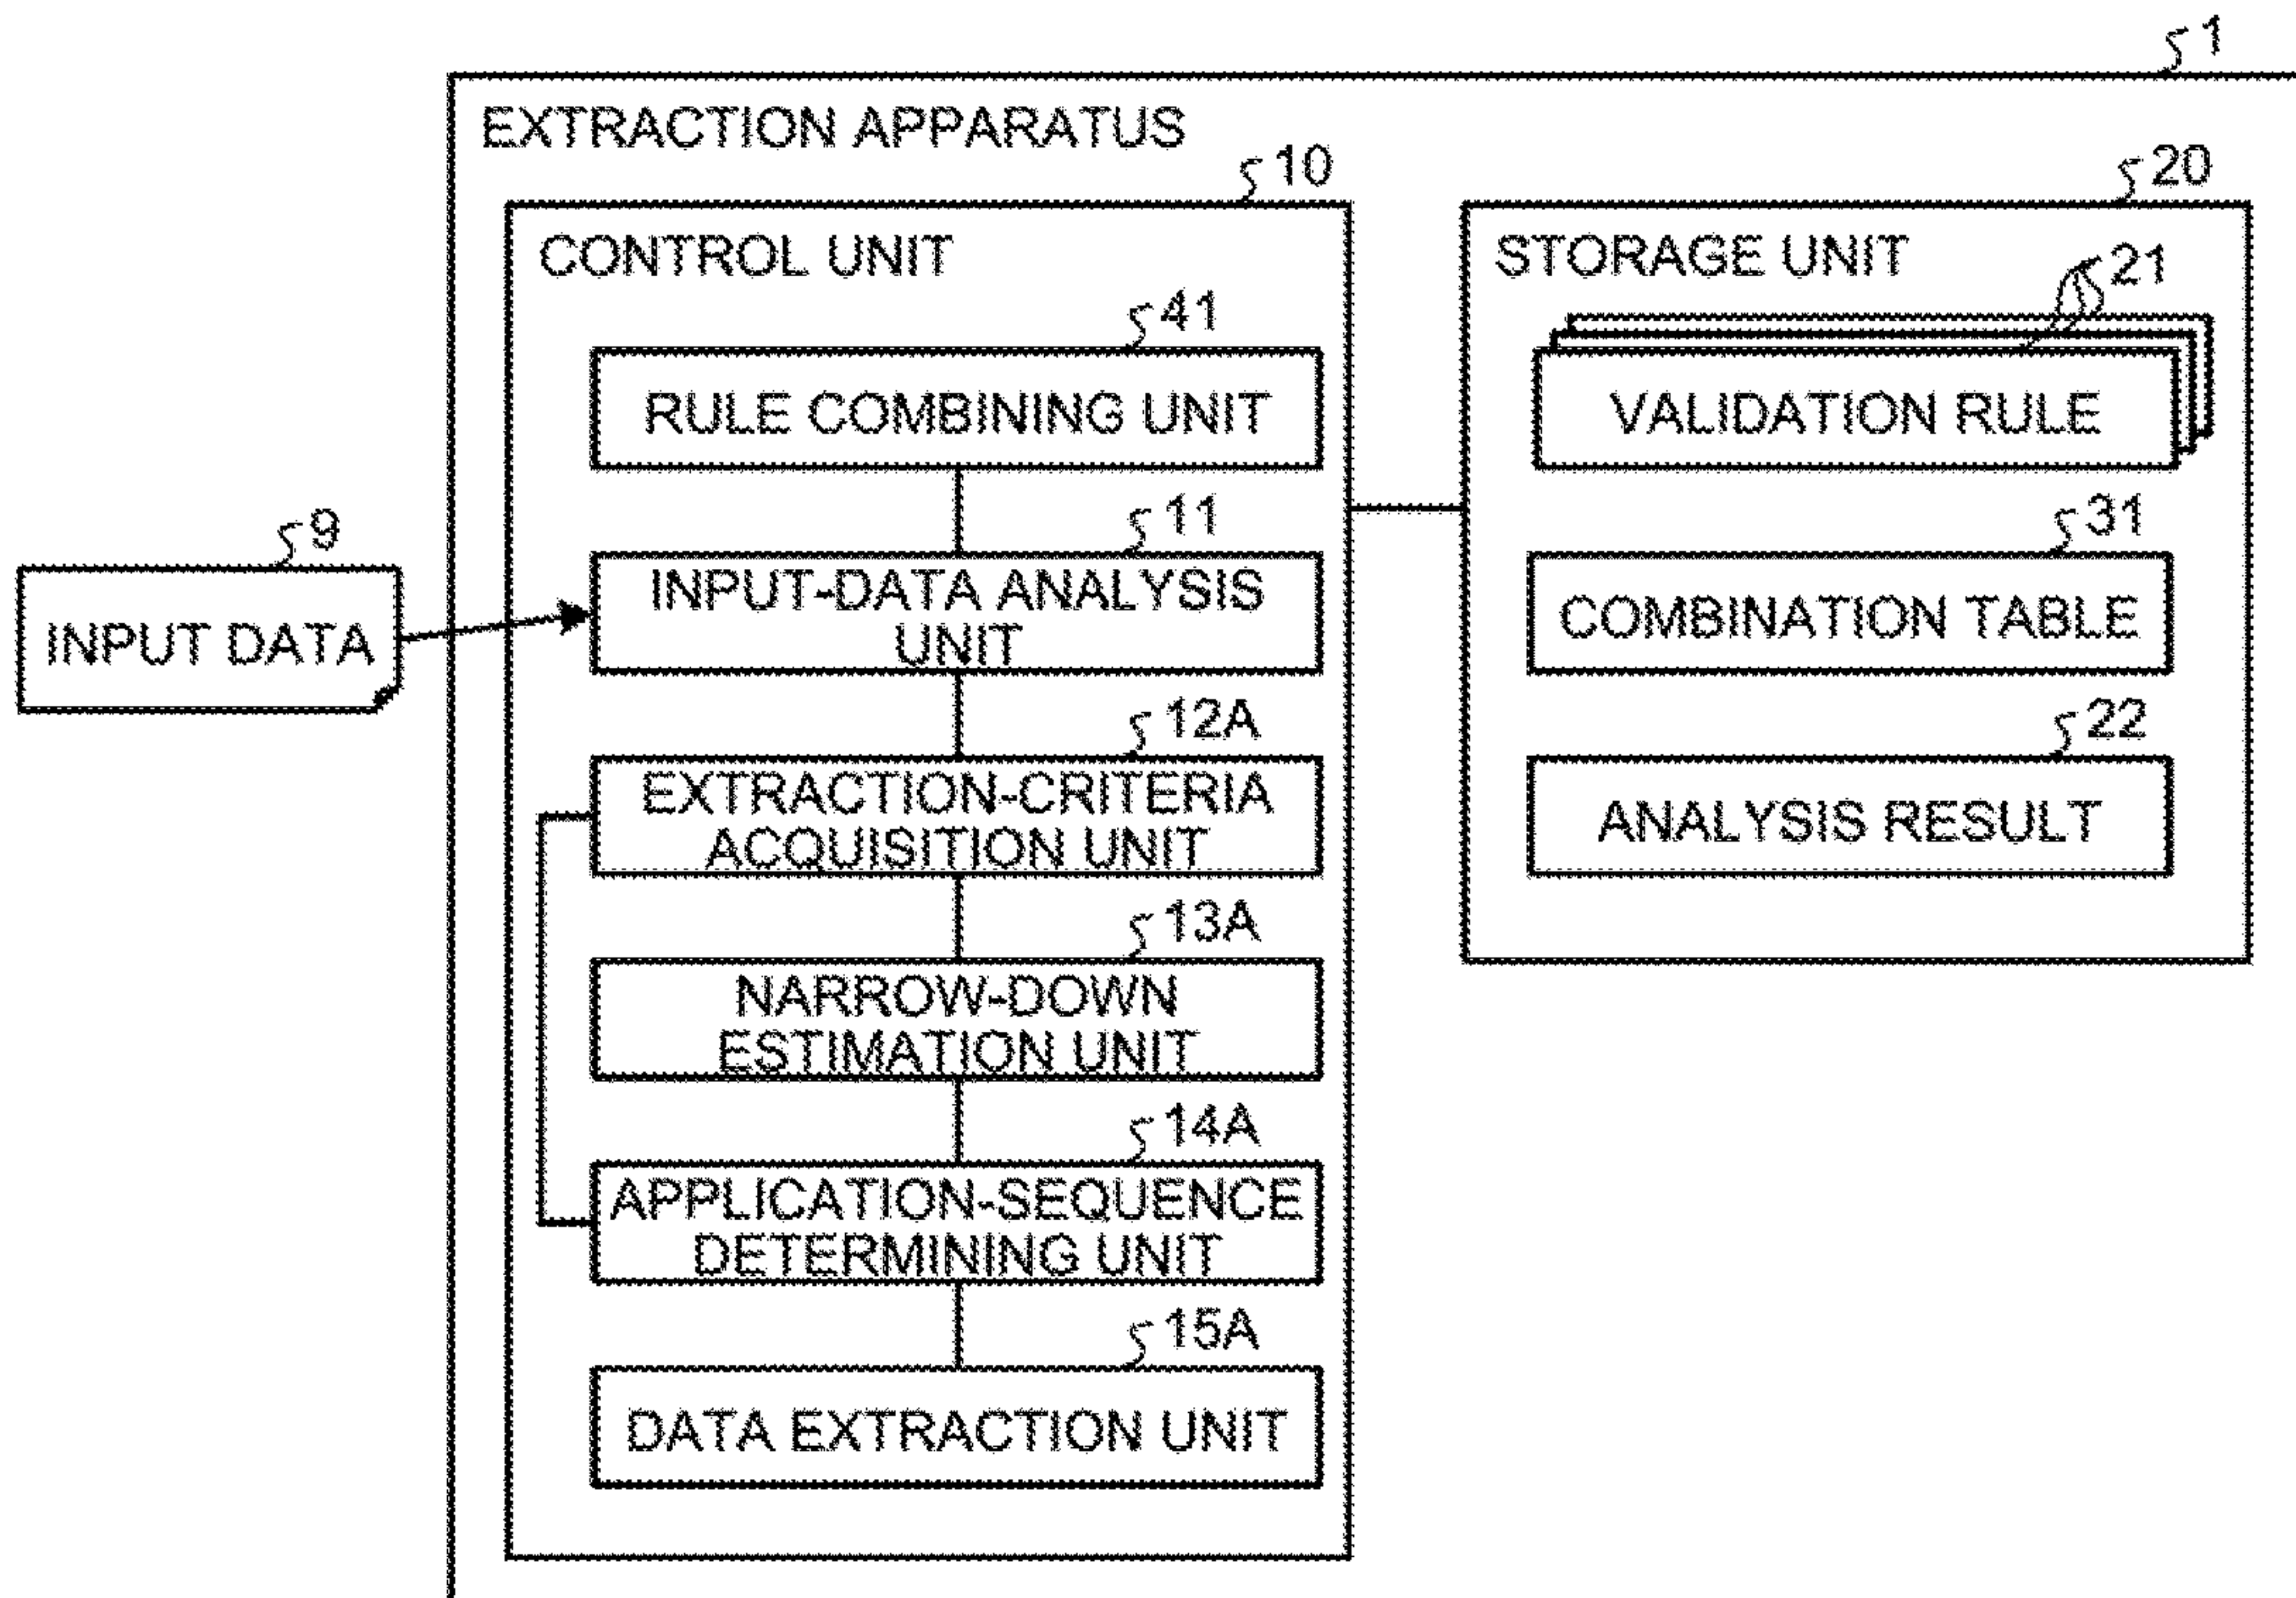 1
EXTRACTION APPARATUS
10
CONTROL UNIT
41
RULE COMBINING UNIT
9
INPUT DATA
11
INPUT-DATA ANALYSIS
UNIT
12A
EXTRACTION-CRITERIA
ACQUISITION UNIT
13A
NARROW-DOWN
ESTIMATION UNIT
14A
APPLICATION-SEQUENCE
DETERMINING UNIT
15A
DATA EXTRACTION UNIT
20
STORAGE UNIT
21
VALIDATION RULE
31
COMBINATION TABLE
22
ANALYSIS RESULT